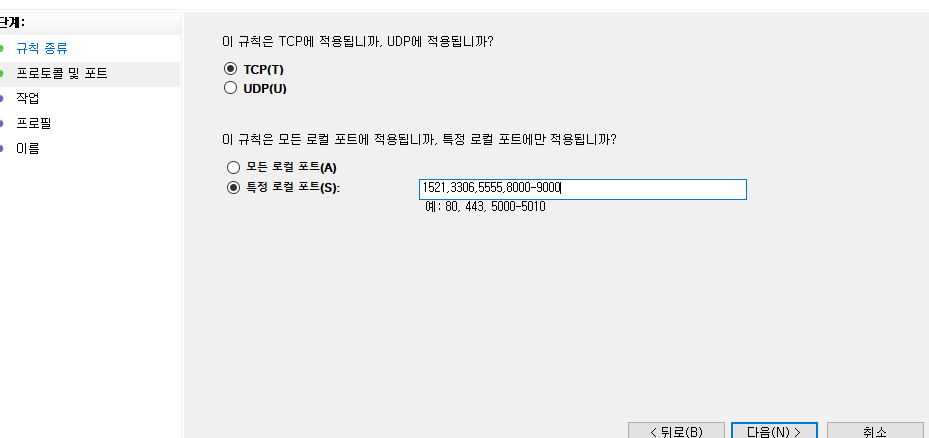 단계:
규칙 종류
프로토콜 및 포트
작업
프로필
이름
이 규칙은 TCP에 적용됩니까, UDP에 적용됩니까?
TCP(T)
UDP(U)
이 규칙은 모든 로컬 포트에 적용됩니까, 특정 로컬 포트에만 적용됩니까?
모든 로컬 포트(A)
특정 로컬 포트(S): 1521,3306,5555,8000-9000
예: 80, 443, 5000-5010
< 뒤로(B) 다음(N) > 취소